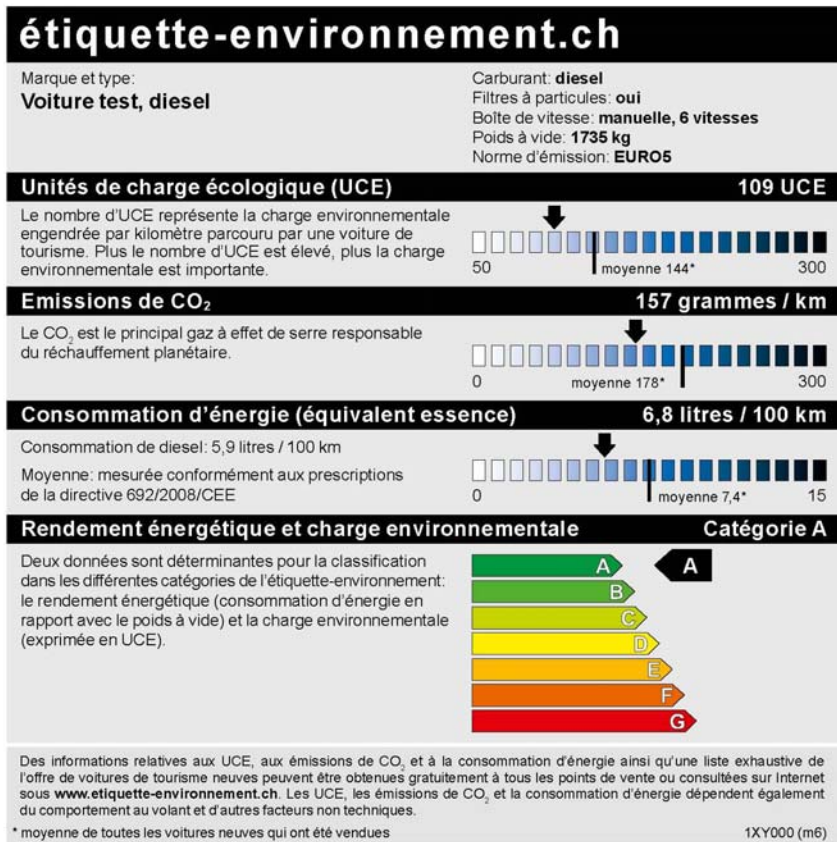 étiquette-environnement.ch
Marque et type:
Voiture test, diesel
Carburant: diesel
Filtres à particules: oui
Boîte de vitesse: manuelle, 6 vitesses
Poids à vide: 1735 kg
Norme d'émission: EURO5
Unités de charge écologique (UCE) 109 UCE
Le nombre d'UCE représente la charge environnementale
engendrée par kilomètre parcouru par une voiture de
tourisme. Plus le nombre d'UCE est élevé, plus la charge
environnementale est importante.
50 moyenne 144* 300
Emissions de CO₂ 157 grammes / km
Le CO₂ est le principal gaz à effet de serre responsable
du réchauffement planétaire.
0 moyenne 178* 300
Consommation d'énergie (équivalent essence) 6,8 litres / 100 km
Consommation de diesel: 5,9 litres / 100 km
Moyenne: mesurée conformément aux prescriptions
de la directive 692/2008/CEE
0 moyenne 7,4* 15
Rendement énergétique et charge environnementale Catégorie A
Deux données sont déterminantes pour la classification
dans les différentes catégories de l'étiquette-environnement:
le rendement énergétique (consommation d'énergie en
rapport avec le poids à vide) et la charge environnementale
(exprimée en UCE).
A A
B
C
D
E
F
G
Des informations relatives aux UCE, aux émissions de CO₂ et à la consommation d'énergie ainsi qu'une liste exhaustive de
l'offre de voitures de tourisme neuves peuvent être obtenues gratuitement à tous les points de vente ou consultées sur Internet
sous www.etiquette-environnement.ch. Les UCE, les émissions de CO₂ et la consommation d'énergie dépendent également
du comportement au volant et d'autres facteurs non techniques.
* moyenne de toutes les voitures neuves qui ont été vendues 1XY000 (m6)